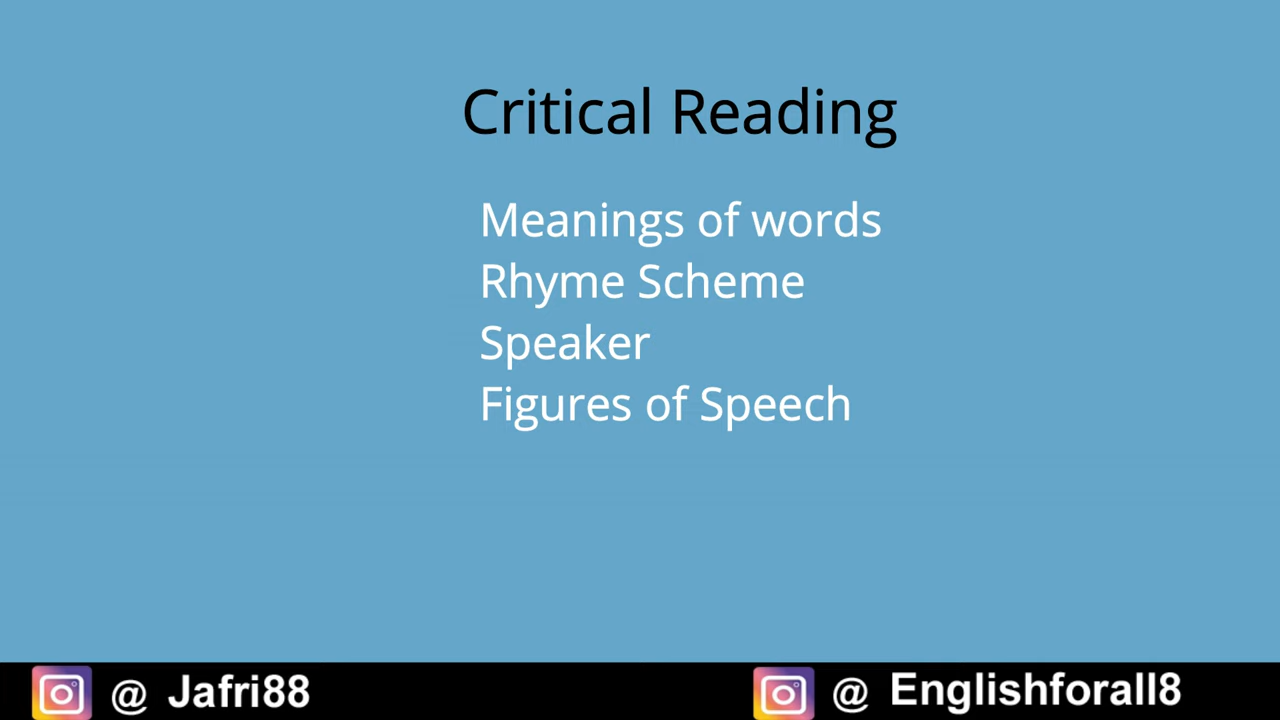 Critical Reading
Meanings of words
Rhyme Scheme
Speaker
Figures of Speech
@ Jafri88
@ Englishforall8